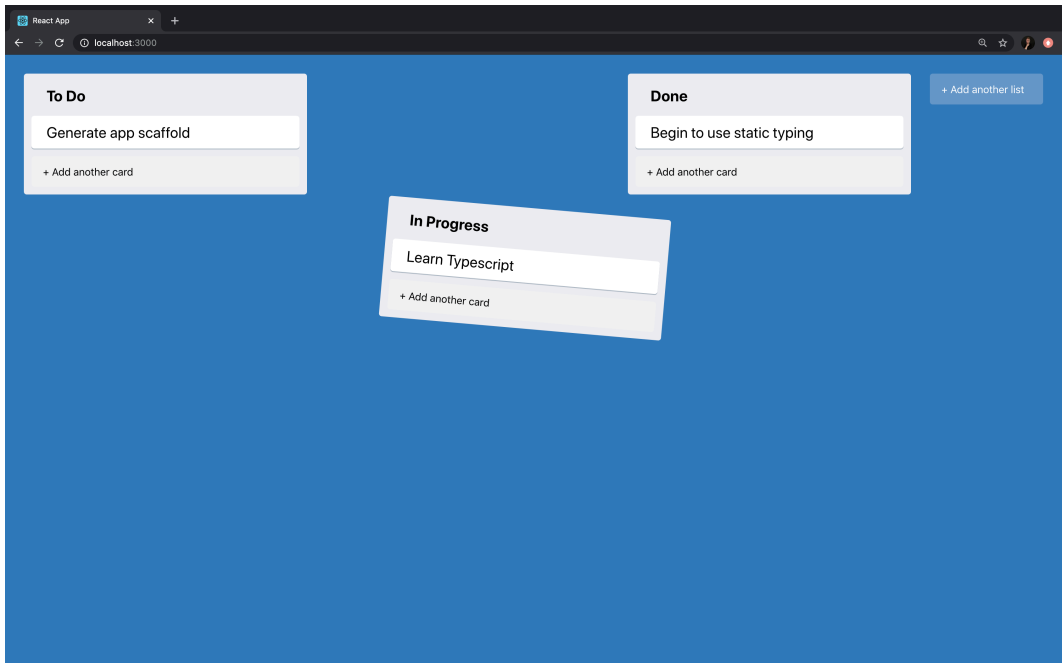 React App
localhost:3000
To Do
Generate app scaffold
+ Add another card
In Progress
Learn Typescript
+ Add another card
Done
Begin to use static typing
+ Add another card
+ Add another list